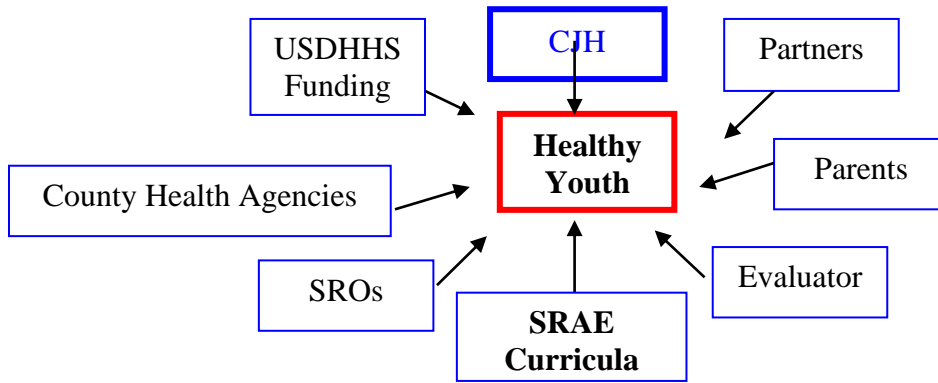 USDHHS
Funding
CJH
Partners
Healthy
Youth
Parents
County Health Agencies
SROs
SRAE
Curricula
Evaluator